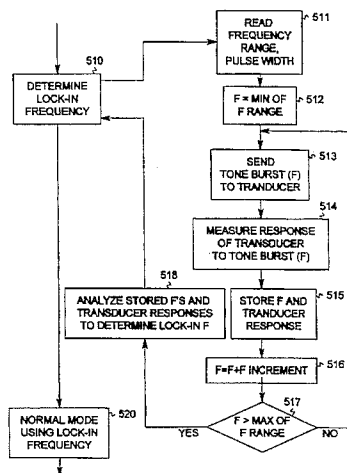 510
DETERMINE
LOCK-IN
FREQUENCY
511
READ
FREQUENCY
RANGE,
PULSE WIDTH
F = MIN OF
F RANGE
512
513
SEND
TONE BURST (F)
TO TRANDUCER
514
MEASURE RESPONSE
OF TRANSDUCER
TO TONE BURST (F)
518
ANALYZE STORED F'S AND
TRANSDUCER RESPONSES
TO DETERMINE LOCK-IN F
STORE F AND
TRANDUCER
RESPONSE
515
F=F+F INCREMENT
516
517
F > MAX OF
F RANGE
YES
NO
NORMAL MODE
USING LOCK-IN
FREQUENCY
520